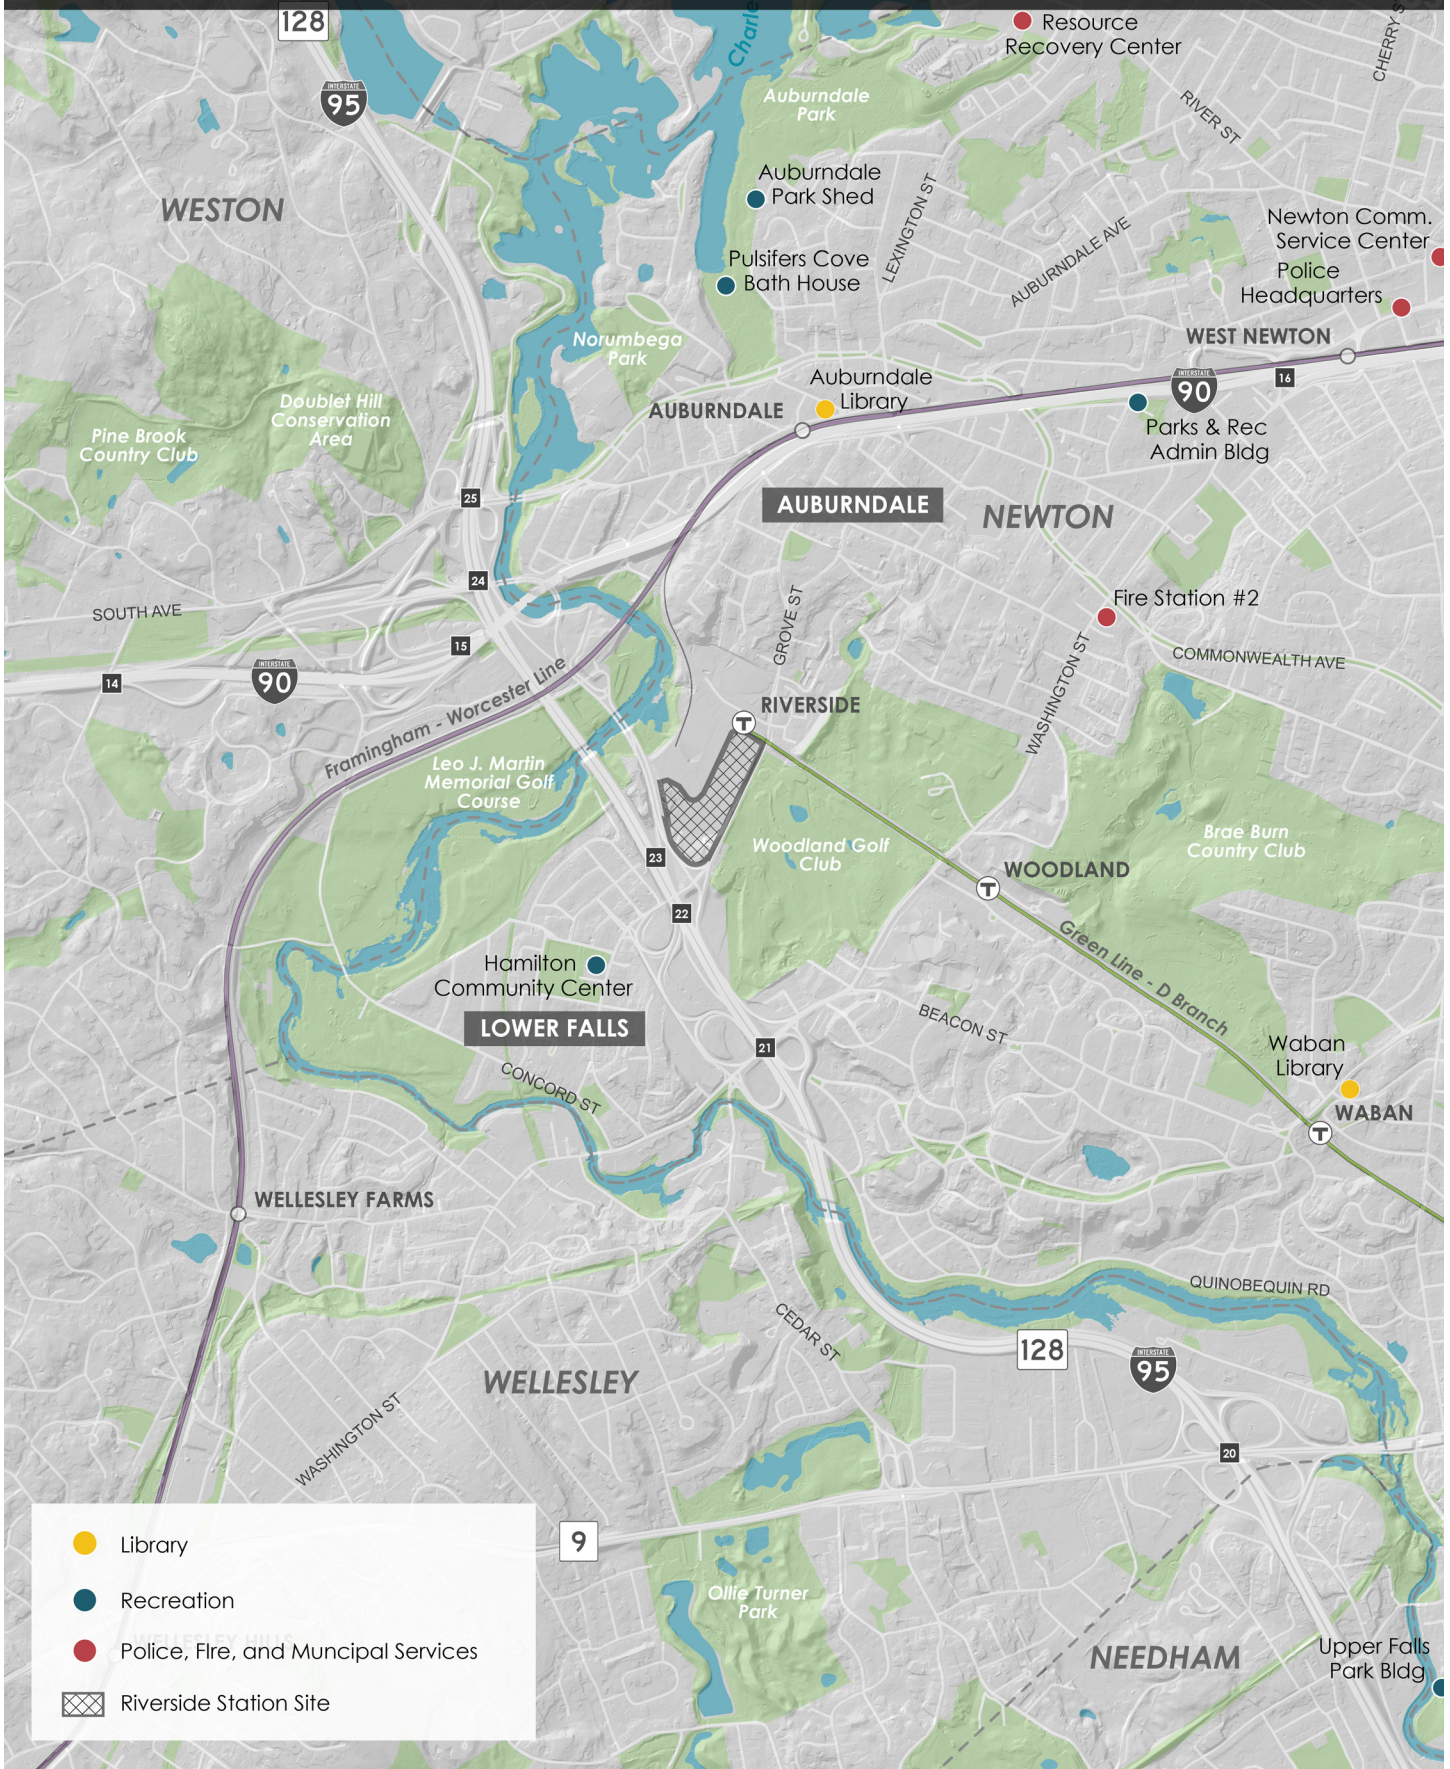 128
Charle
Resource
Recovery Center
CHERRY S
INTERSTATE
95
Auburndale
Park
RIVER ST
Auburndale
Park Shed
WESTON
LEXINGTON ST
AUBURNDALE AVE
Newton Comm.
Service Center
Pulsifers Cove
Bath House
Police
Headquarters
Norumbega
Park
WEST NEWTON
Auburndale
Library
INTERSTATE
90
16
Doublet Hill
Conservation
Area
AUBURNDALE
Pine Brook
Country Club
Parks & Rec
Admin Bldg
25
AUBURNDALE
NEWTON
24
SOUTH AVE
GROVE ST
Fire Station #2
15
WASHINGTON ST
COMMONWEALTH AVE
14
INTERSTATE
90
Framingham - Worcester Line
RIVERSIDE
T
Leo J. Martin
Memorial Golf
Course
Woodland Golf
Club
Brae Burn
Country Club
23
WOODLAND
T
22
Green Line - D Branch
Hamilton
Community Center
LOWER FALLS
BEACON ST
21
Waban
Library
CONCORD ST
WABAN
T
WELLESLEY FARMS
QUINOBEQUIN RD
CEDAR ST
128
INTERSTATE
95
WELLESLEY
WASHINGTON ST
20
9
Library
Recreation
Ollie Turner
Park
WELLESLEY HILLS
Police, FIre, and Muncipal Services
NEEDHAM
Upper Falls
Park Bldg
Riverside Station Site